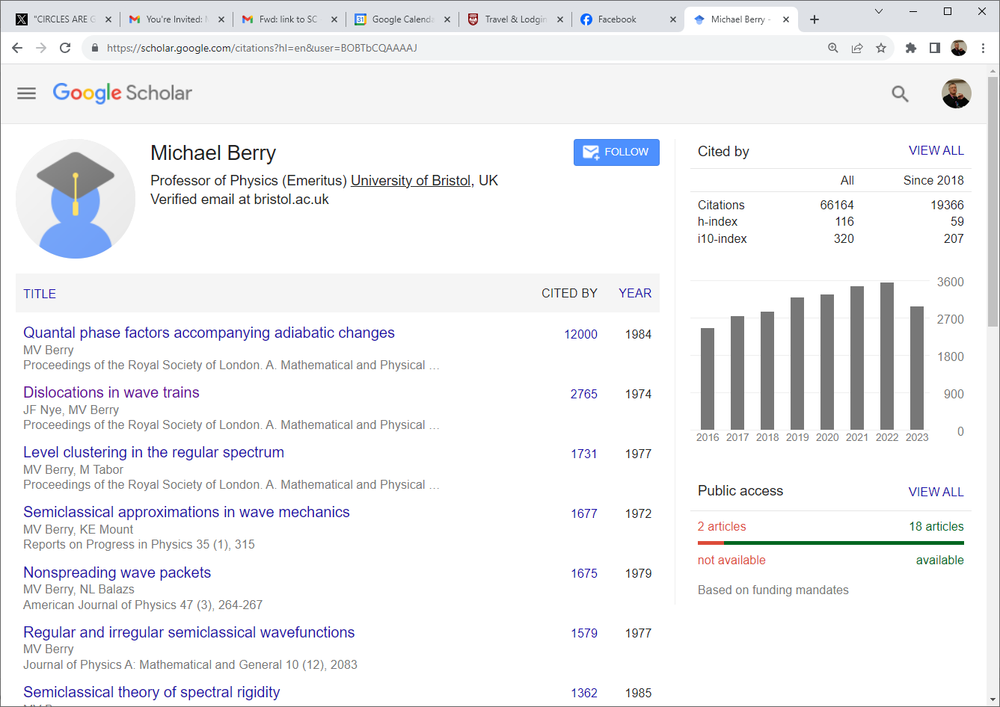 "CIRCLES ARE G
You're Invited: M
Fwd: link to SC
31
Google Calenda
Travel & Lodgin
Facebook
Michael Berry -
https://scholar.google.com/citations?hl=en&user=BOBTbCQAAAAJ
Google Scholar
Michael Berry
FOLLOW
Professor of Physics (Emeritus) University of Bristol, UK
Verified email at bristol.ac.uk
TITLE CITED BY YEAR
Quantal phase factors accompanying adiabatic changes 12000 1984
MV Berry
Proceedings of the Royal Society of London. A. Mathematical and Physical …
Dislocations in wave trains 2765 1974
JF Nye, MV Berry
Proceedings of the Royal Society of London. A. Mathematical and Physical …
Level clustering in the regular spectrum 1731 1977
MV Berry, M Tabor
Proceedings of the Royal Society of London. A. Mathematical and Physical …
Semiclassical approximations in wave mechanics 1677 1972
MV Berry, KE Mount
Reports on Progress in Physics 35 (1), 315
Nonspreading wave packets 1675 1979
MV Berry, NL Balazs
American Journal of Physics 47 (3), 264-267
Regular and irregular semiclassical wavefunctions 1579 1977
MV Berry
Journal of Physics A: Mathematical and General 10 (12), 2083
Semiclassical theory of spectral rigidity 1362 1985
Cited by VIEW ALL
All Since 2018
Citations 66164 19366
h-index 116 59
i10-index 320 207
3600
2700
1800
900
0
2016 2017 2018 2019 2020 2021 2022 2023
Public access VIEW ALL
2 articles 18 articles
not available available
Based on funding mandates